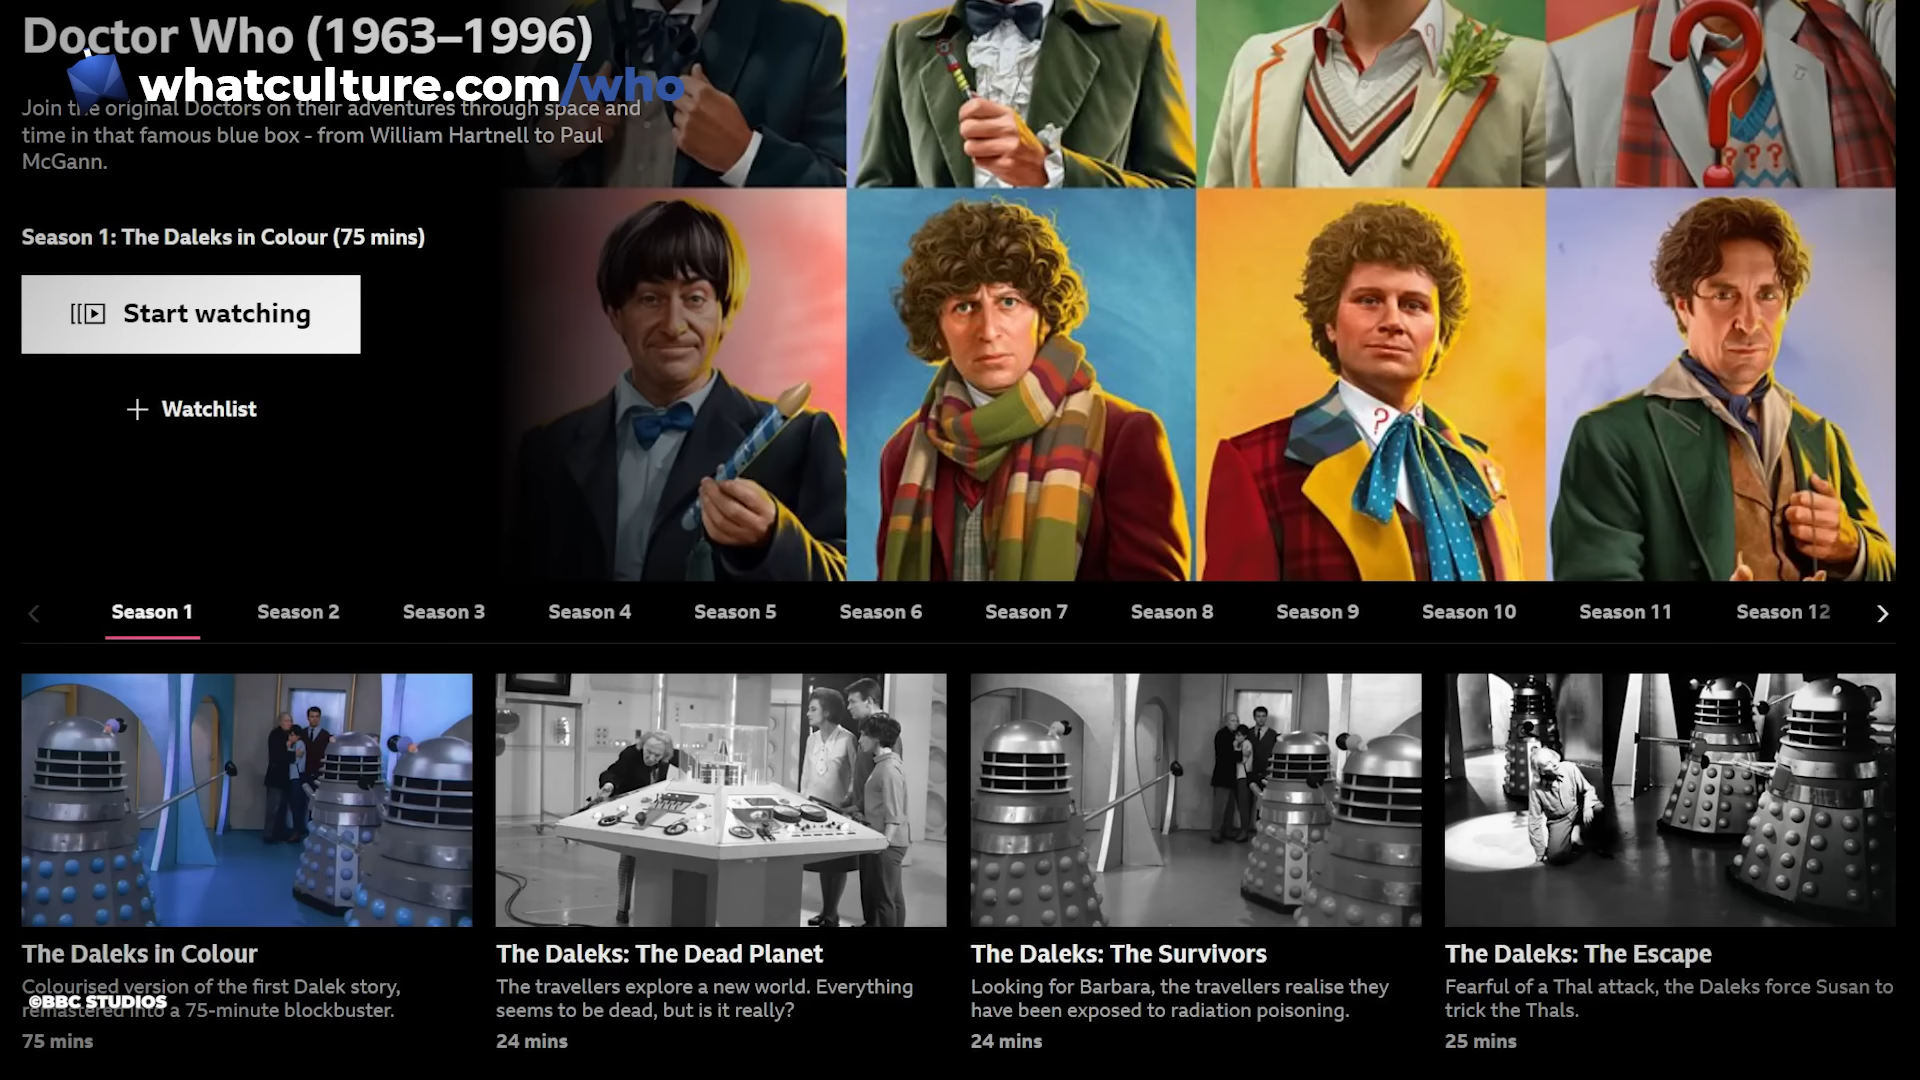 Doctor Who (1963–1996)
whatculture.com/who
Join the original Doctors on their adventures through space and
time in that famous blue box - from William Hartnell to Paul
McGann.
Season 1: The Daleks in Colour (75 mins)
Start watching
Watchlist
?
? ? ?
?
Season 1 Season 2 Season 3 Season 4 Season 5 Season 6 Season 7 Season 8 Season 9 Season 10 Season 11 Season 12
The Daleks in Colour
Colourised version of the first Dalek story,
©BBC STUDIOS
remastered into a 75-minute blockbuster.
75 mins
The Daleks: The Dead Planet
The travellers explore a new world. Everything
seems to be dead, but is it really?
24 mins
The Daleks: The Survivors
Looking for Barbara, the travellers realise they
have been exposed to radiation poisoning.
24 mins
The Daleks: The Escape
Fearful of a Thal attack, the Daleks force Susan to
trick the Thals.
25 mins